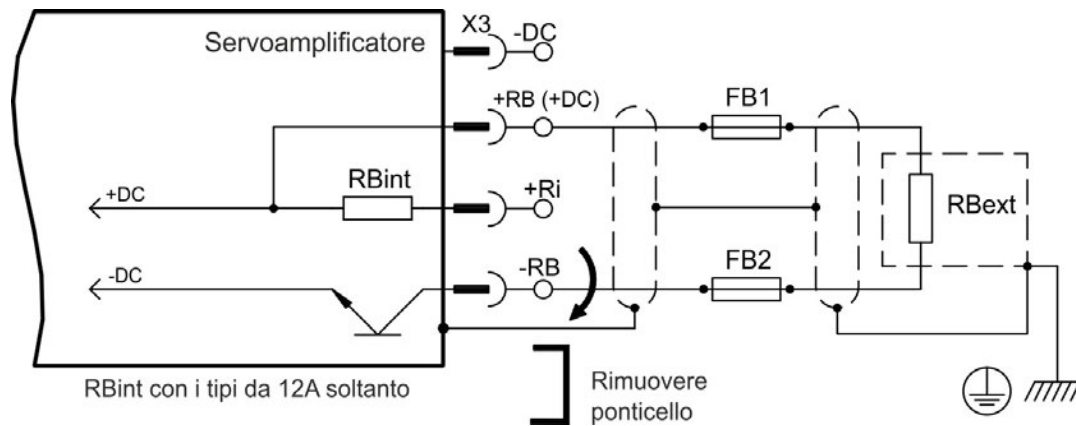 Servoamplificatore
X3
-DC
+RB (+DC)
FB1
+DC
RBint
+Ri
RBext
-DC
-RB
FB2
RBint con i tipi da 12A soltanto
Rimuovere
ponticello